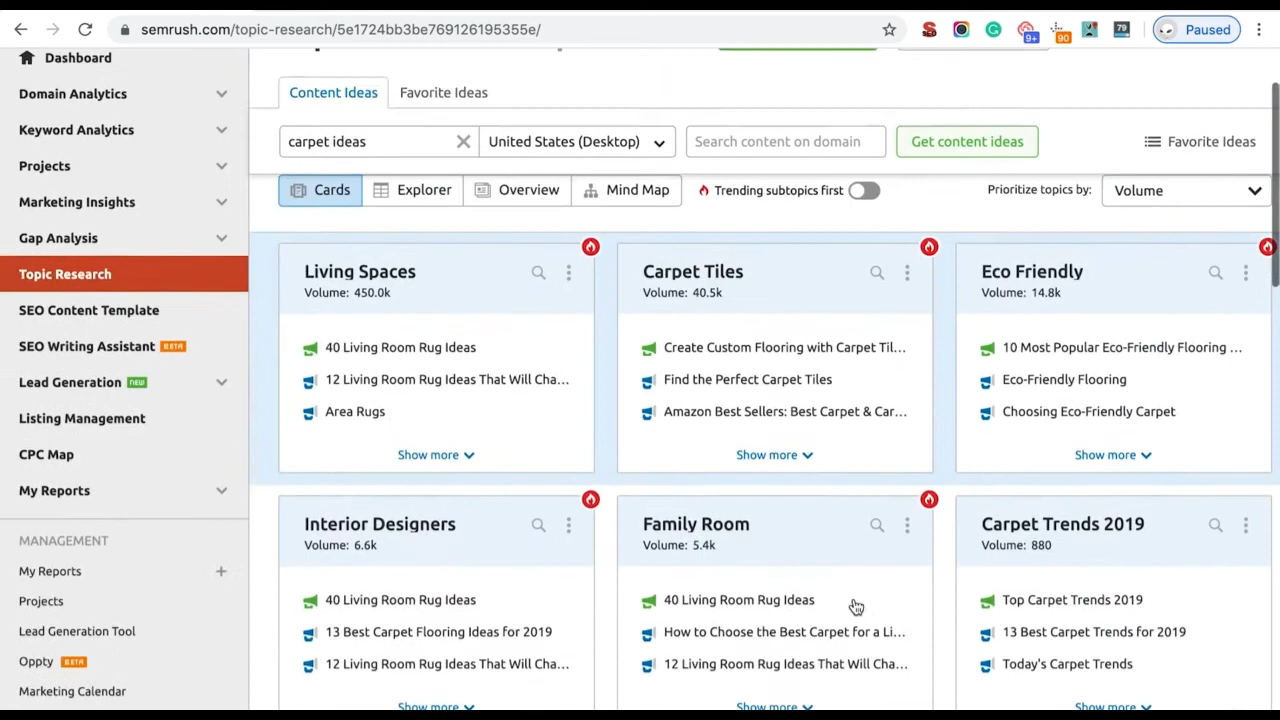 semrush.com/topic-research/5e1724bb3be769126195355e/
9+
90
79
Paused
Dashboard
Domain Analytics
Keyword Analytics
Projects
Marketing Insights
Gap Analysis
Topic Research
SEO Content Template
SEO Writing Assistant BETA
Lead Generation NEW
Listing Management
CPC Map
My Reports
MANAGEMENT
My Reports +
Projects
Lead Generation Tool
Oppty BETA
Marketing Calendar
Content Ideas Favorite Ideas
carpet ideas United States (Desktop) Search content on domain Get content ideas Favorite Ideas
Cards Explorer Overview Mind Map Trending subtopics first Prioritize topics by: Volume
Living Spaces
Volume: 450.0k
40 Living Room Rug Ideas
12 Living Room Rug Ideas That Will Cha...
Area Rugs
Show more
Carpet Tiles
Volume: 40.5k
Create Custom Flooring with Carpet Til...
Find the Perfect Carpet Tiles
Amazon Best Sellers: Best Carpet & Car...
Show more
Eco Friendly
Volume: 14.8k
10 Most Popular Eco-Friendly Flooring ...
Eco-Friendly Flooring
Choosing Eco-Friendly Carpet
Show more
Interior Designers
Volume: 6.6k
40 Living Room Rug Ideas
13 Best Carpet Flooring Ideas for 2019
12 Living Room Rug Ideas That Will Cha...
Show more
Family Room
Volume: 5.4k
40 Living Room Rug Ideas
How to Choose the Best Carpet for a Li...
12 Living Room Rug Ideas That Will Cha...
Show more
Carpet Trends 2019
Volume: 880
Top Carpet Trends 2019
13 Best Carpet Trends for 2019
Today's Carpet Trends
Show more